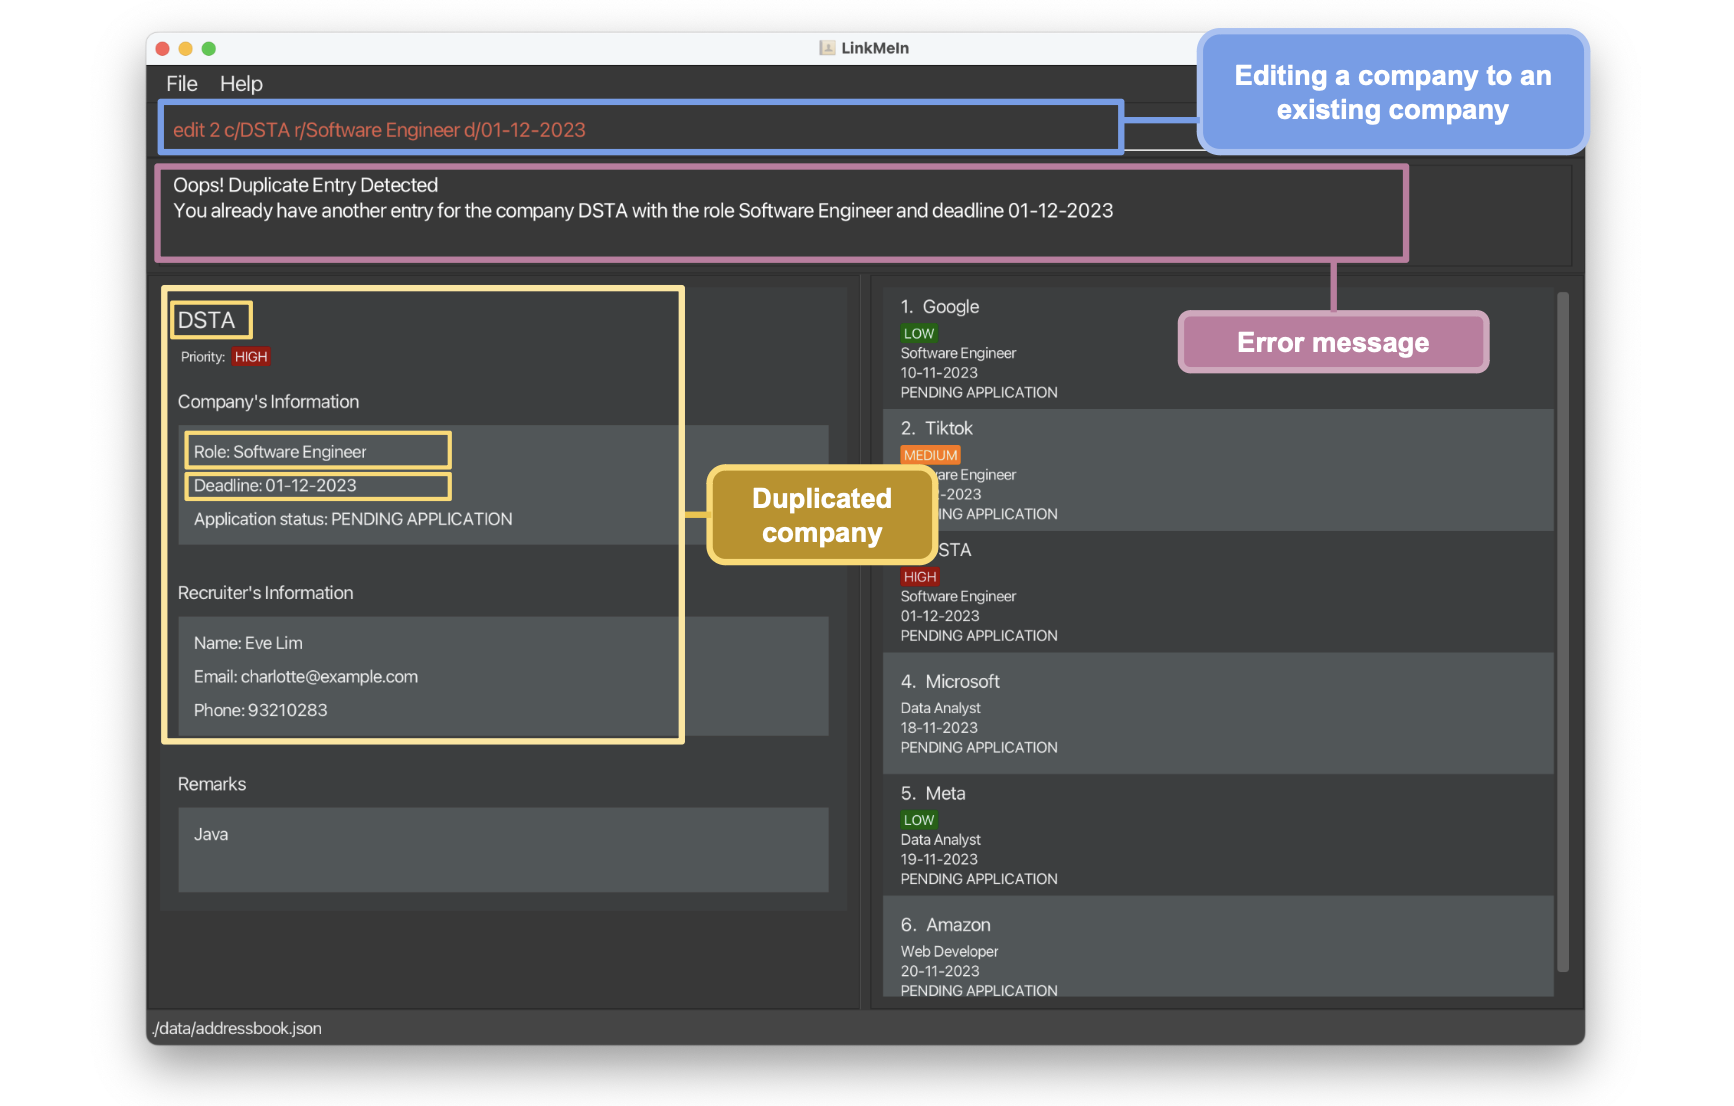 LinkMeIn
File Help
Editing a company to an
existing company
edit 2 c/DSTA r/Software Engineer d/01-12-2023
Oops! Duplicate Entry Detected
You already have another entry for the company DSTA with the role Software Engineer and deadline 01-12-2023
Error message
DSTA
Priority: HIGH
Company's Information
Role: Software Engineer
Deadline: 01-12-2023
Application status: PENDING APPLICATION
Recruiter's Information
Name: Eve Lim
Email: charlotte@example.com
Phone: 93210283
Remarks
Java
Duplicated
company
1. Google
LOW
Software Engineer
10-11-2023
PENDING APPLICATION
2. Tiktok
MEDIUM
Engineer
-2023
APPLICATION
STA
HIGH
Software Engineer
01-12-2023
PENDING APPLICATION
4. Microsoft
Data Analyst
18-11-2023
PENDING APPLICATION
5. Meta
LOW
Data Analyst
19-11-2023
PENDING APPLICATION
6. Amazon
Web Developer
20-11-2023
PENDING APPLICATION
./data/addressbook.json